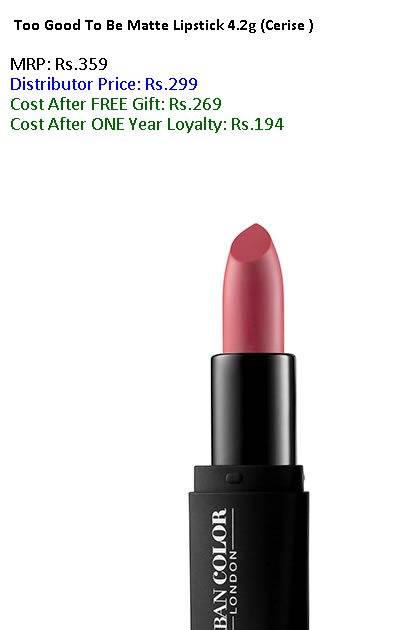 Too Good To Be Matte Lipstick 4.2g (Cerise )
MRP: Rs.359
Distributor Price: Rs.299
Cost After FREE Gift: Rs.269
Cost After ONE Year Loyalty: Rs.194
BAN COLOR
LONDON